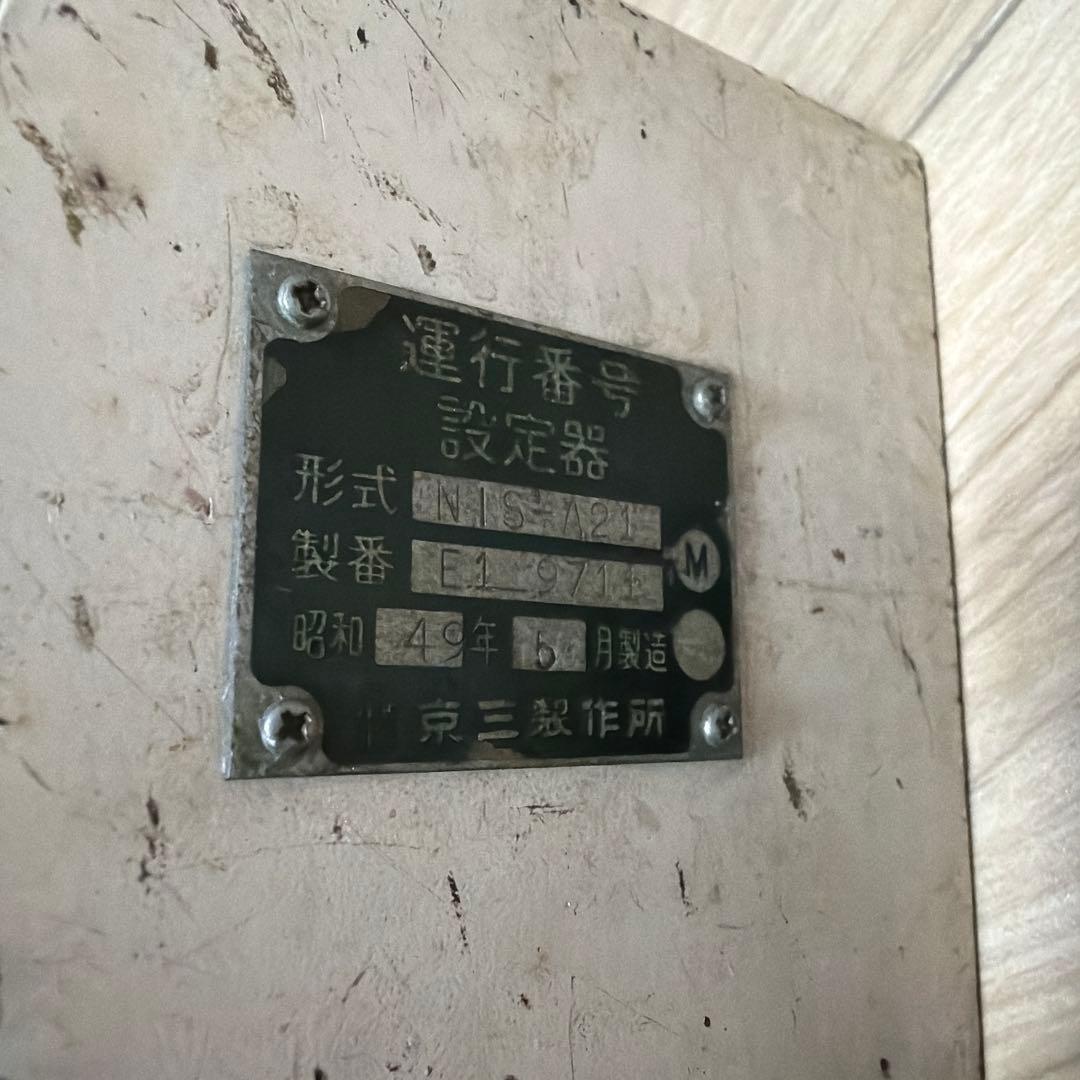 運行番号
設定器
形式 NIS-A21
製番 E1 9711
M
昭和 49年 6月製造
京三製作所